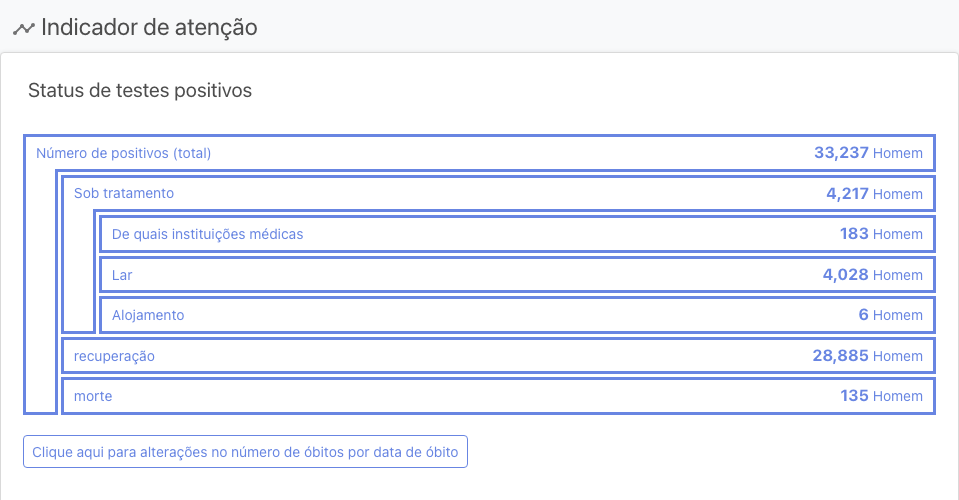 Indicador de atenção
Status de testes positivos
Número de positivos (total) 33,237 Homem
Sob tratamento 4,217 Homem
De quais instituições médicas 183 Homem
Lar 4,028 Homem
Alojamento 6 Homem
recuperação 28,885 Homem
morte 135 Homem
Clique aqui para alterações no número de óbitos por data de óbito